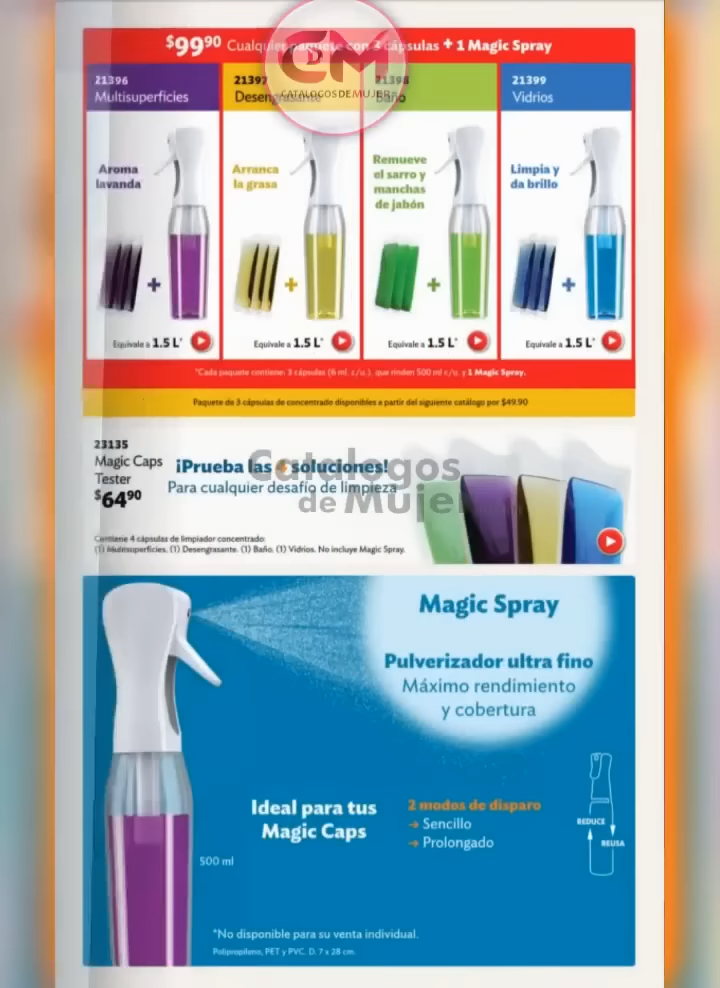 $99⁹⁰ Cualquier paquete con 3 cápsulas + 1 Magic Spray
CM
CATALOGOSDEMUJER
21396
Multisuperficies
21397
Desengrasante
21398
Baño
21399
Vidrios
Aroma
lavanda
Arranca
la grasa
Remueve
el sarro y
manchas
de jabón
Limpia y
da brillo
+
+
+
+
Equivale a 1.5 L*
Equivale a 1.5 L*
Equivale a 1.5 L*
Equivale a 1.5 L*
*Cada paquete contiene: 3 cápsulas (6 ml. c/u.), que rinden 500 ml c/u. y 1 Magic Spray.
Paquete de 3 cápsulas de concentrado disponibles a partir del siguiente catálogo por $49.90
23135
Magic Caps
Tester
$64⁹⁰
¡Prueba las 4 soluciones!
Para cualquier desafío de limpieza
Catalogos
de Mujer
Contiene 4 cápsulas de limpiador concentrado:
(1) Multisuperficies. (1) Desengrasante. (1) Baño. (1) Vidrios. No incluye Magic Spray.
Magic Spray
Pulverizador ultra fino
Máximo rendimiento
y cobertura
Ideal para tus
Magic Caps
2 modos de disparo
→ Sencillo
→ Prolongado
REDUCE
REUSA
500 ml
*No disponible para su venta individual.
Polipropileno, PET y PVC. D. 7 x 28 cm.